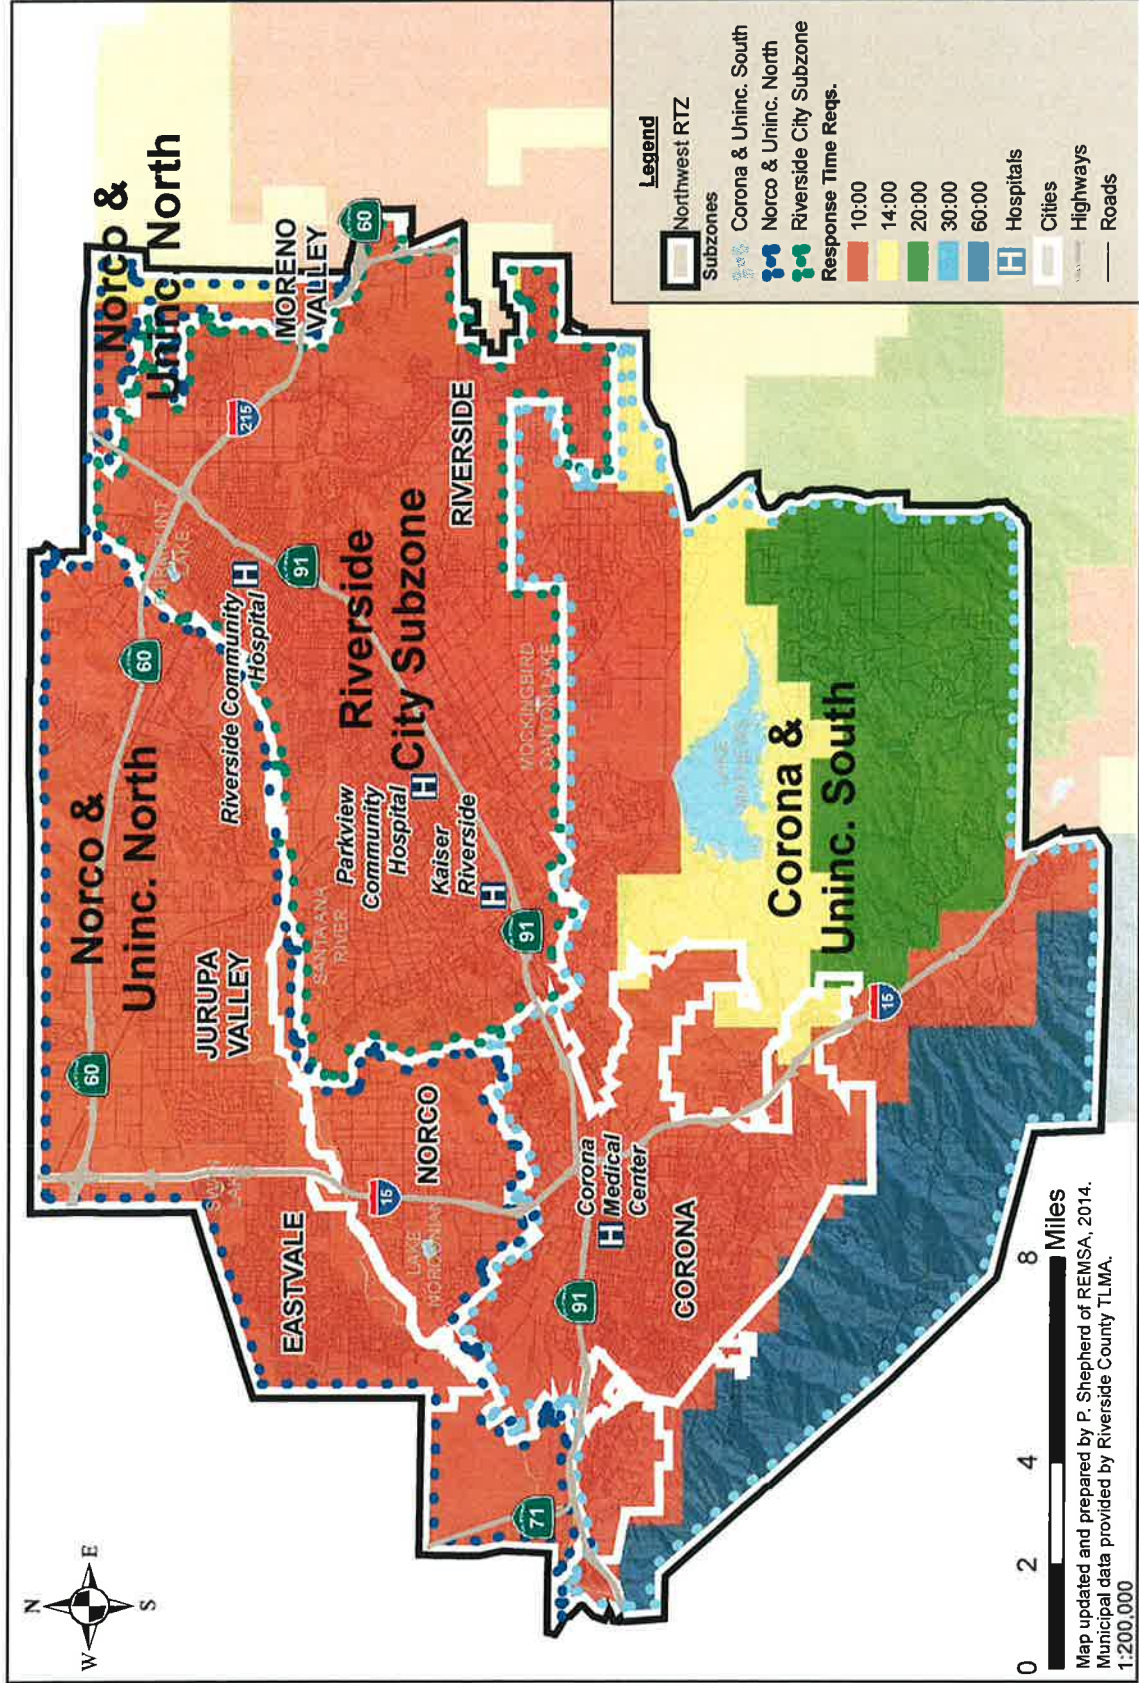 N
W
E
S
Norco &
Uninc. North
Norco &
Uninc. North
60
60
215
60
MORENO
VALLEY
JURUPA
VALLEY
EASTVALE
15
NORCO
LAKE
NORCONIAN
SANTA ANA
RIVER
LAKE
Riverside Community
Hospital
H
91
Riverside
City Subzone
RIVERSIDE
Parkview
Community
Hospital
H
Kaiser
Riverside
H
91
MOCKINGBIRD
CANYON LAKE
71
91
Corona
Medical
Center
H
CORONA
15
LAKE
MATHEWS
Corona &
Uninc. South
Legend
Northwest RTZ
Subzones
Corona & Uninc. South
Norco & Uninc. North
Riverside City Subzone
Response Time Reqs.
10:00
14:00
20:00
30:00
60:00
H Hospitals
Cities
Highways
Roads
0 2 4 8
Miles
Map updated and prepared by P. Shepherd of REMSA, 2014.
Municipal data provided by Riverside County TLMA.
1:200,000